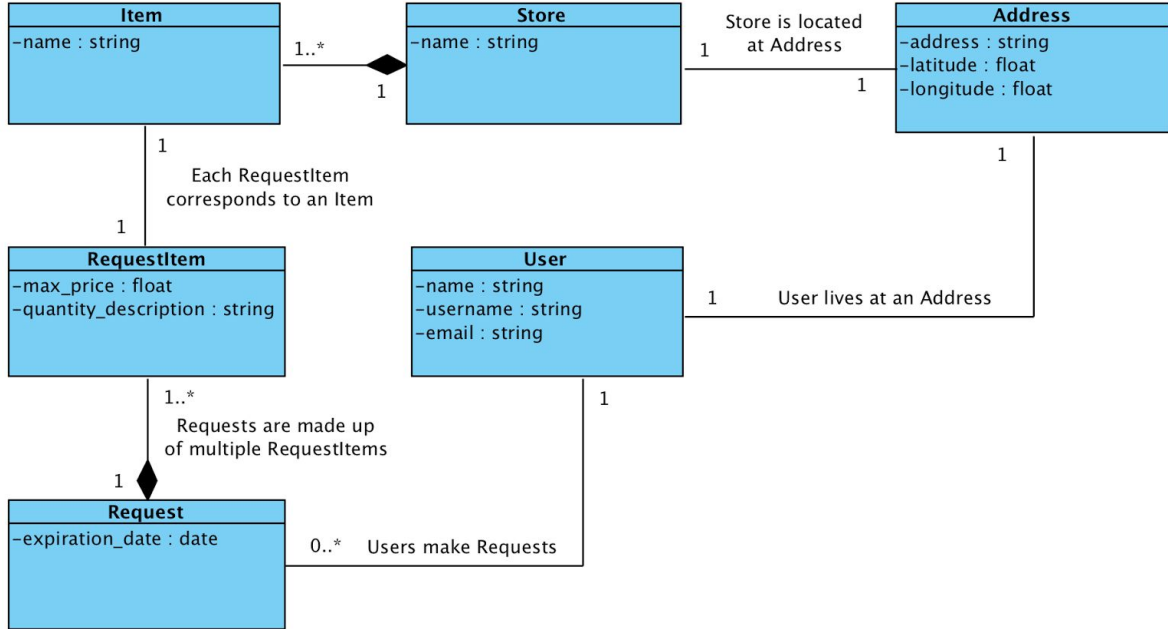 Item
-name : string
1..*
1
Store
-name : string
1
Store is located
at Address
1
Address
-address : string
-latitude : float
-longitude : float
1
Each RequestItem
corresponds to an Item
1
1
RequestItem
-max_price : float
-quantity_description : string
User
-name : string
-username : string
-email : string
1
User lives at an Address
1..*
Requests are made up
of multiple RequestItems
1
1
Request
-expiration_date : date
0..*
Users make Requests